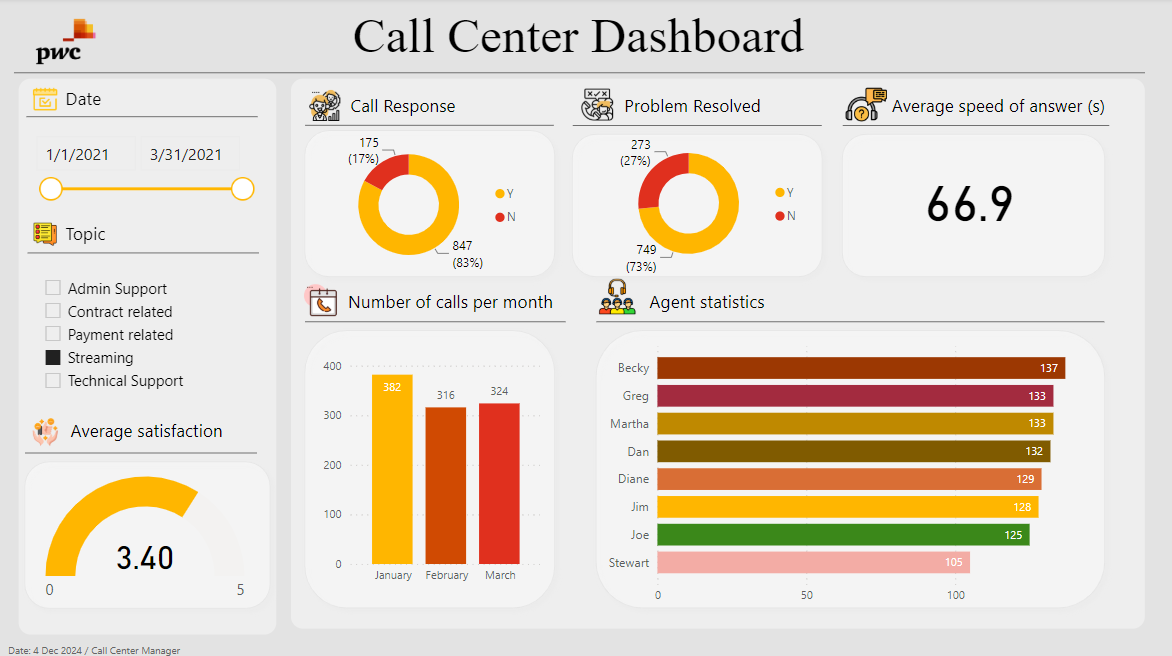 pwc
Call Center Dashboard
Date
1/1/2021
3/31/2021
Topic
Admin Support
Contract related
Payment related
Streaming
Technical Support
Average satisfaction
3.40
0
5
Call Response
175
(17%)
847
(83%)
Y
N
Problem Resolved
273
(27%)
749
(73%)
Y
N
Average speed of answer (s)
66.9
Number of calls per month
400
300
200
100
0
382
316
324
January
February
March
Agent statistics
Becky 137
Greg 133
Martha 133
Dan 132
Diane 129
Jim 128
Joe 125
Stewart 105
0
50
100
Date: 4 Dec 2024 / Call Center Manager